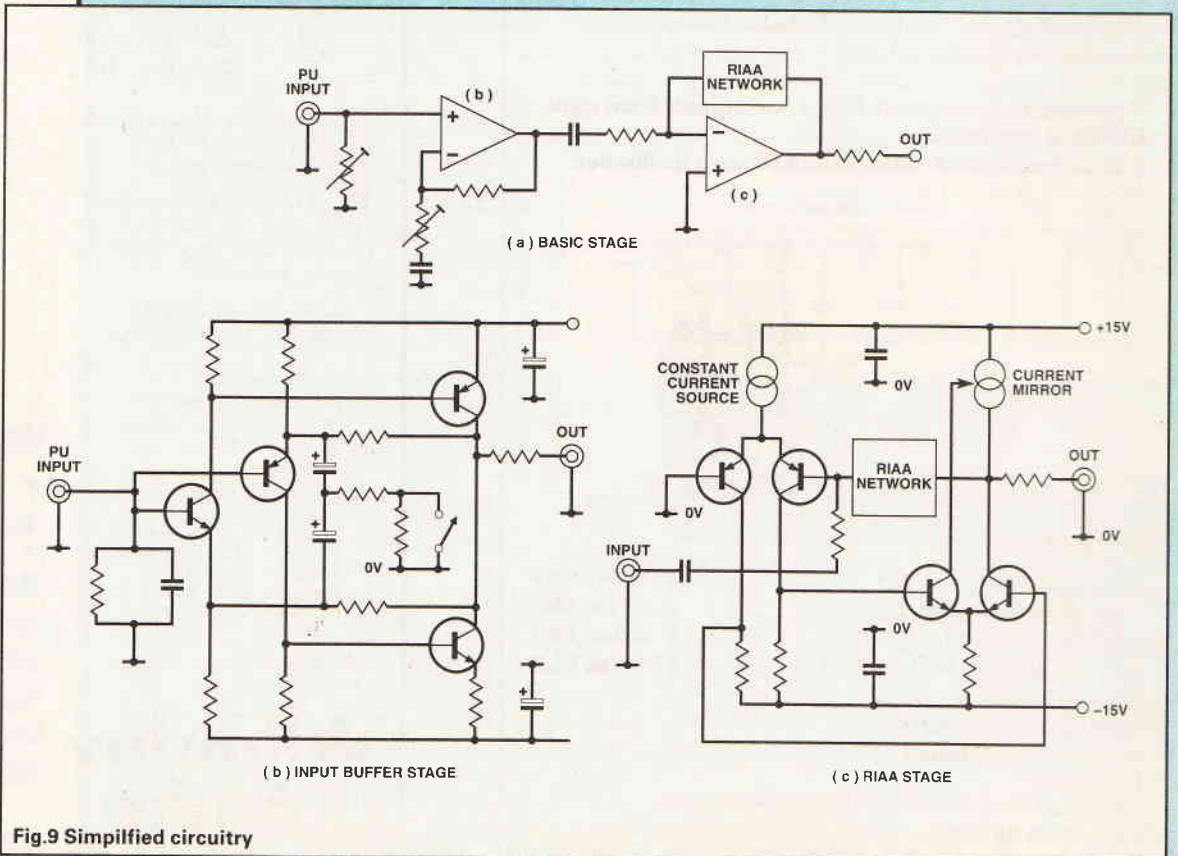 PU
INPUT
RIAA
NETWORK
( b )
+
−
−
+
( c )
OUT
( a ) BASIC STAGE
+
PU
INPUT
OUT
+
+
0V
+
( b ) INPUT BUFFER STAGE
+15V
CONSTANT
CURRENT
SOURCE
0V
CURRENT
MIRROR
RIAA
NETWORK
OUT
0V
0V
INPUT
0V
−15V
( c ) RIAA STAGE
Fig.9 Simpilfied circuitry